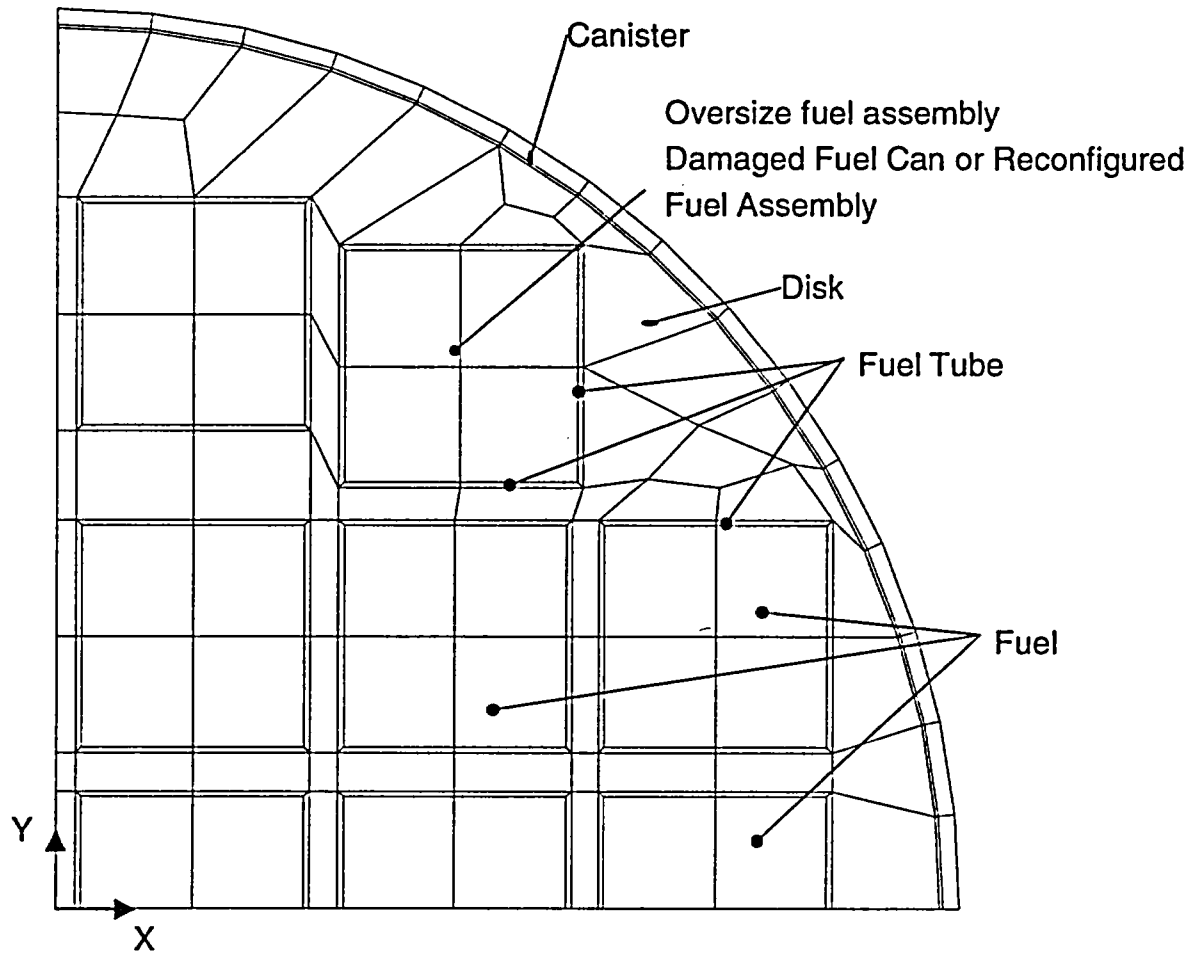 Canister
Oversize fuel assembly
Damaged Fuel Can or Reconfigured
Fuel Assembly
Disk
Fuel Tube
Fuel
Y
X